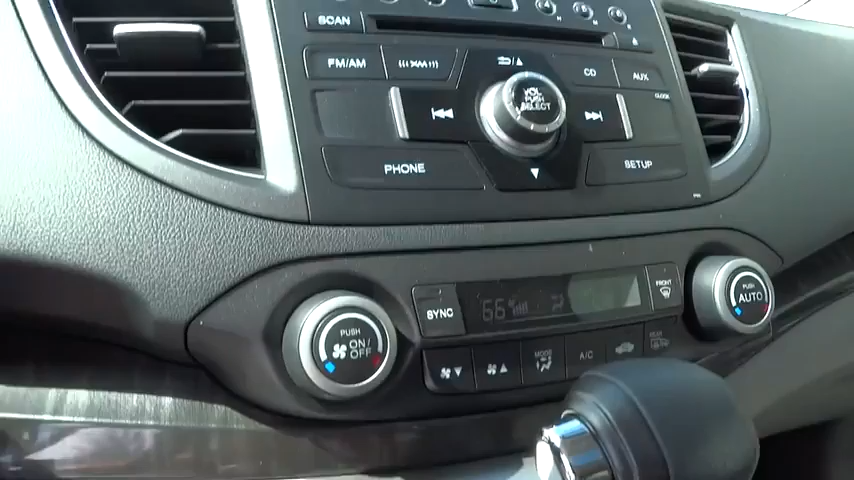 SCAN
FM/AM
((( XM )))
CD
AUX
CLOCK
VOL
PUSH
SELECT
PHONE
SETUP
SYNC
66°
FRONT
PUSH
AUTO
PUSH
ON/
OFF
MODE
A/C
REAR